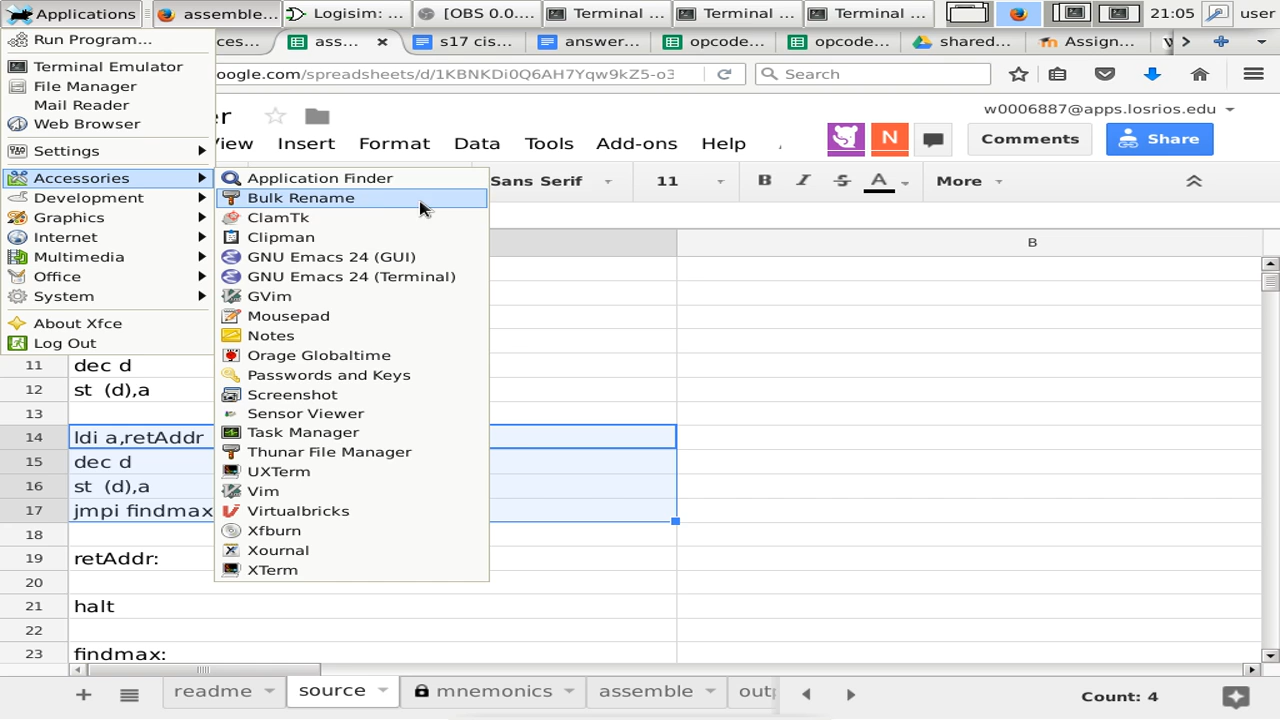 Applications
assemble...
Logisim: ...
[OBS 0.0....
Terminal ...
Terminal ...
Terminal ...
21:05
user
Run Program...
ces...
ass...
s17 cis...
answer...
opcode...
opcode...
shared...
Assign...
Terminal Emulator
oogle.com/spreadsheets/d/1KBNKDi0Q6AH7Yqw9kZ5-o3
Search
File Manager
Mail Reader
Web Browser
er
w0006887@apps.losrios.edu
Settings
View
Insert
Format
Data
Tools
Add-ons
Help
N
Comments
Share
Accessories
Development
Graphics
Internet
Multimedia
Office
System
About Xfce
Log Out
Application Finder
Bulk Rename
ClamTk
Clipman
GNU Emacs 24 (GUI)
GNU Emacs 24 (Terminal)
GVim
Mousepad
Notes
Orage Globaltime
Passwords and Keys
Screenshot
Sensor Viewer
Task Manager
Thunar File Manager
UXTerm
Vim
Virtualbricks
Xfburn
Xournal
XTerm
Sans Serif
11
B
I
S
A
More
B
11 dec d
12 st (d),a
13
14 ldi a,retAddr
15 dec d
16 st (d),a
17 jmpi findmax
18
19 retAddr:
20
21 halt
22
23 findmax:
readme
source
mnemonics
assemble
outp
Count: 4